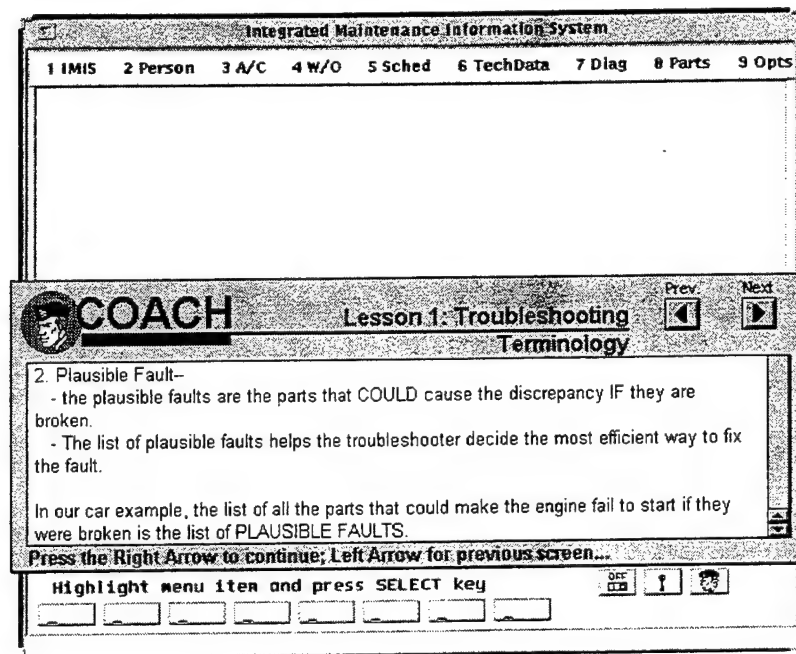 Integrated Maintenance Information System
1 IMIS 2 Person 3 A/C 4 W/O 5 Sched 6 TechData 7 Diag 8 Parts 9 Opts
COACH
Lesson 1: Troubleshooting
Terminology
Prev. Next
2. Plausible Fault--
- the plausible faults are the parts that COULD cause the discrepancy IF they are
broken.
- The list of plausible faults helps the troubleshooter decide the most efficient way to fix
the fault.
In our car example, the list of all the parts that could make the engine fail to start if they
were broken is the list of PLAUSIBLE FAULTS.
Press the Right Arrow to continue; Left Arrow for previous screen...
Highlight menu item and press SELECT key
OFF